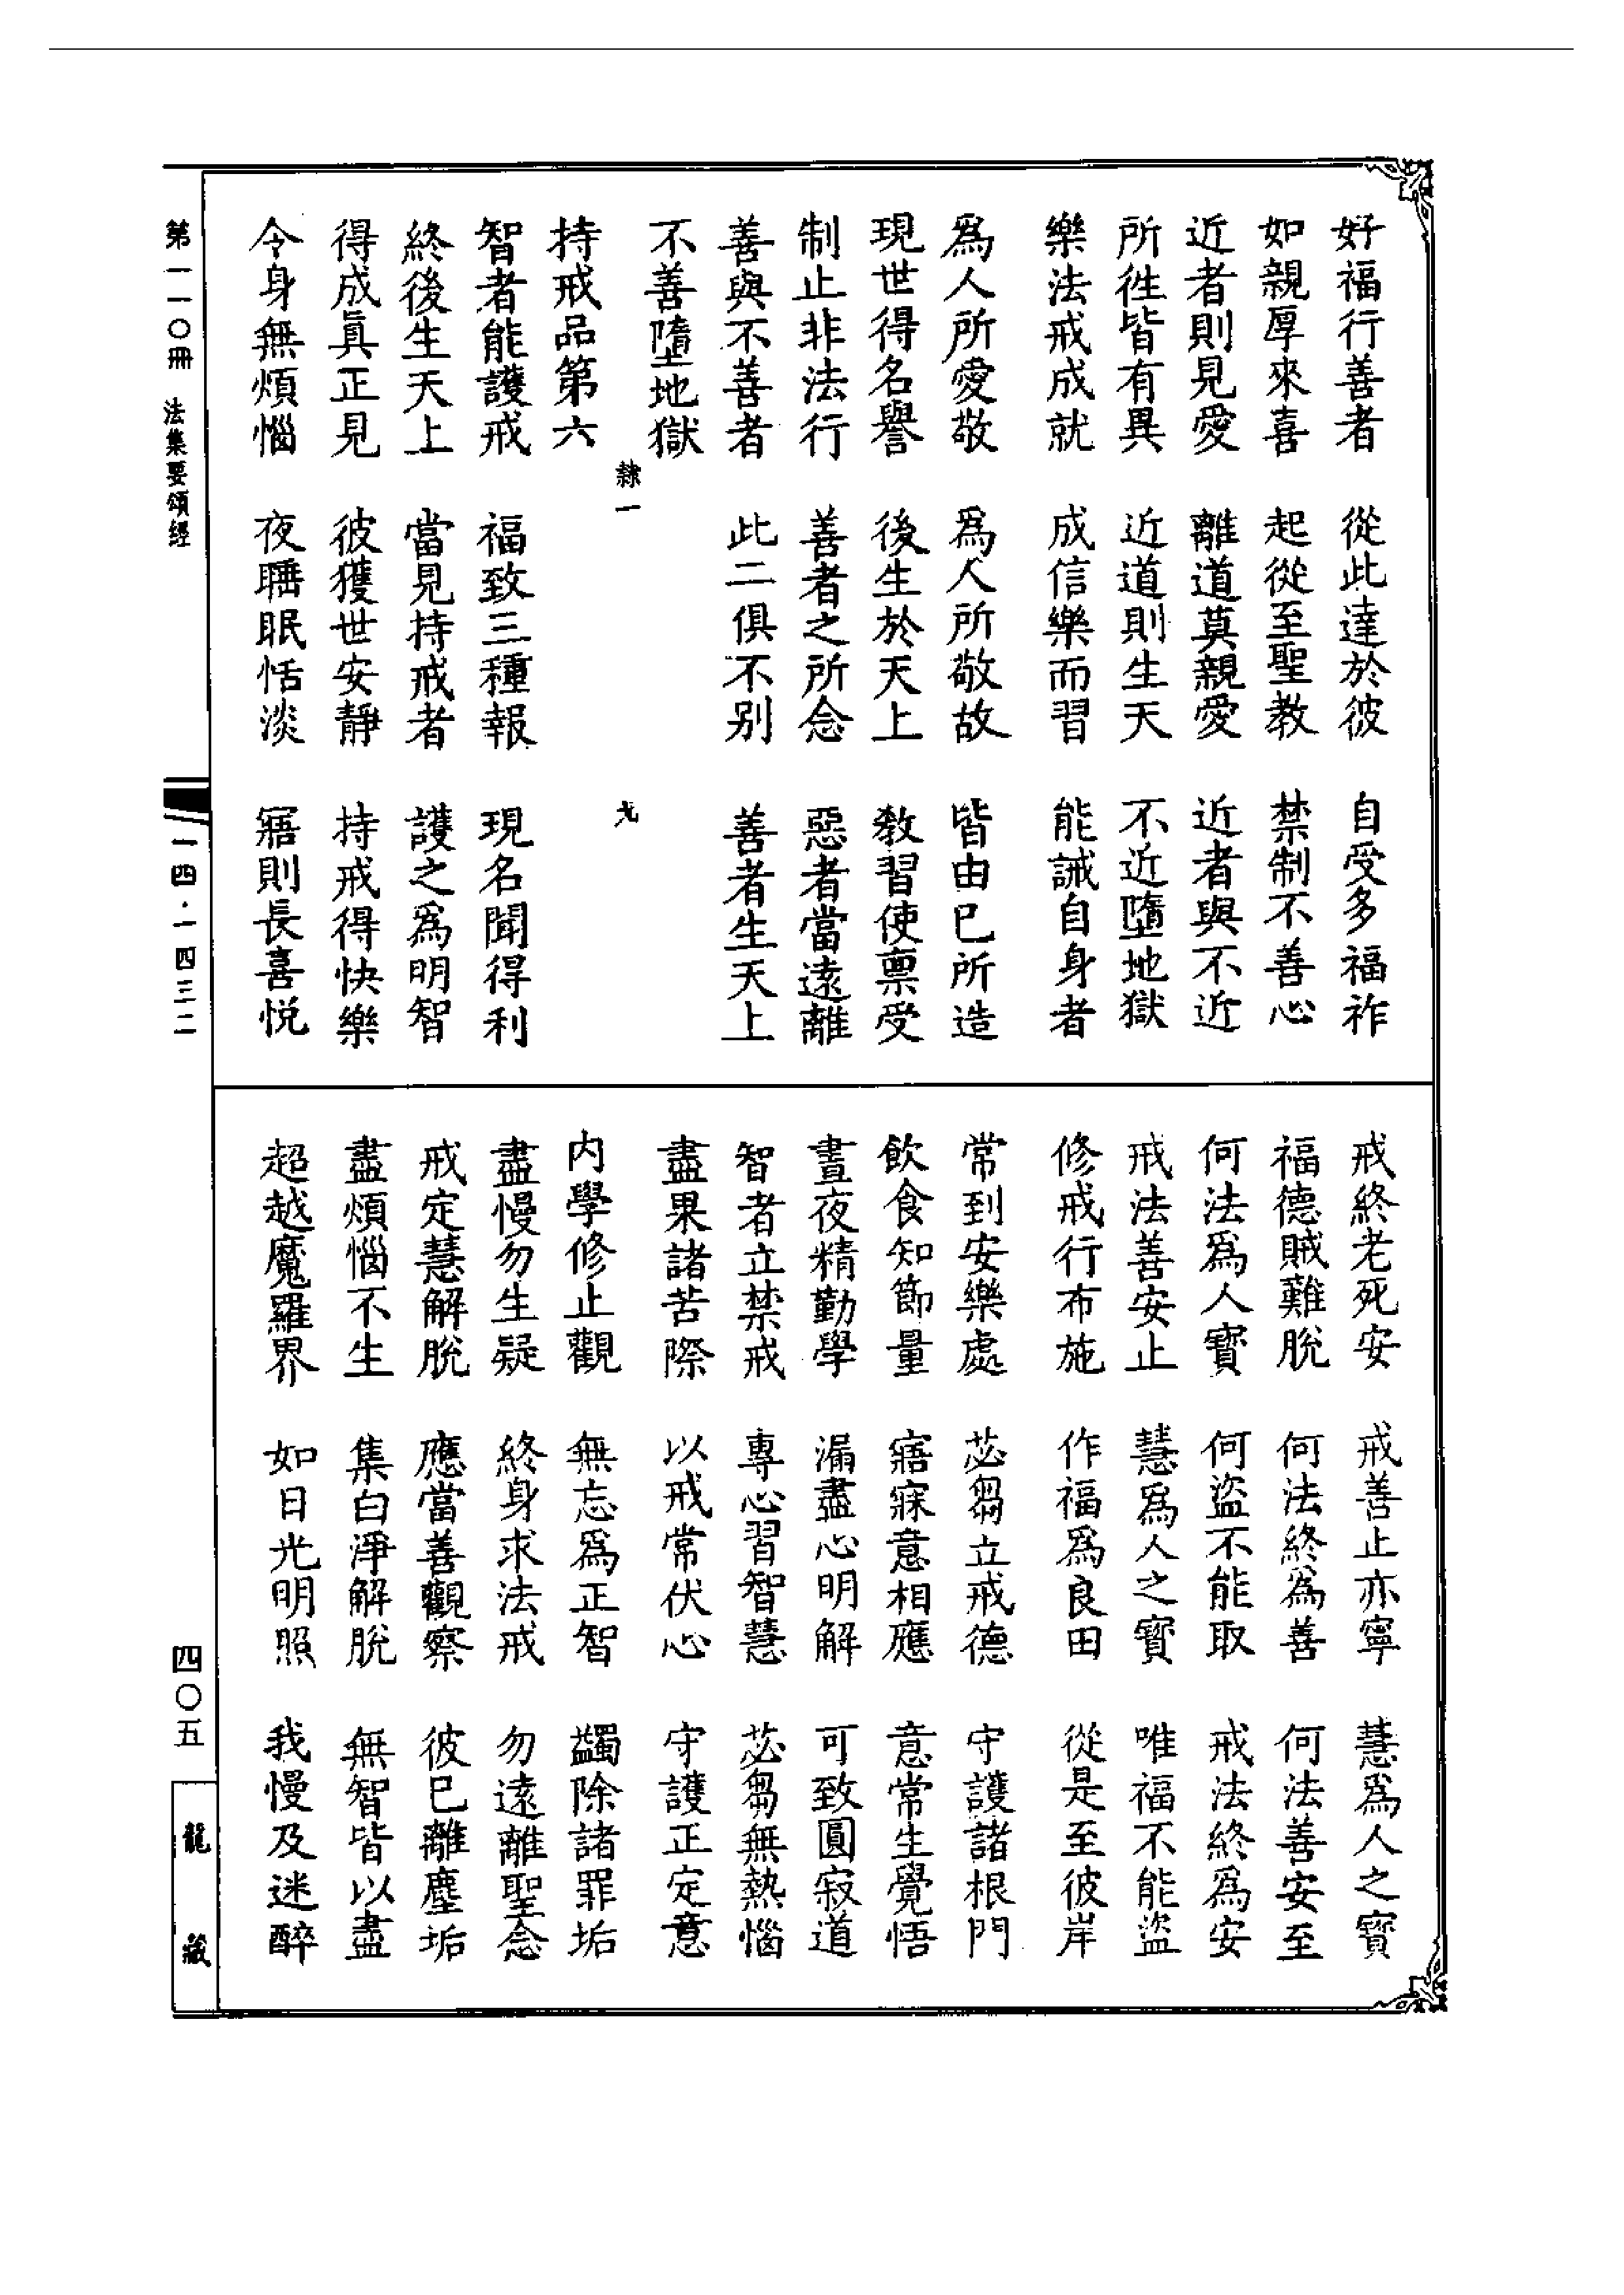 好福行善者　從此達於彼　自受多福祚
如親厚來喜　起從至聖教　禁制不善心
近者則見愛　離道莫親愛　近者與不近
所徃皆有異　近道則生天　不近墮地獄
樂法戒成就　成信樂而習　能誡自身者
爲人所愛敬　爲人所敬故　皆由巳所造
現世得名譽　後生於天上　敎習使禀受
制止非法行　善者之所念　惡者當遠離
善與不善者　此二俱不别　善者生天上
不善墮地獄
隸一　九
持戒品第六
智者能護戒　福致三種報　現名聞得利
終後生天上　當見持戒者　護之爲明智
得成眞正見　彼獲世安靜　持戒得快樂
令身無煩惱　夜睡眠恬淡　寤則長喜悅
戒終老死安　戒善止亦寧　慧爲人之寶
福德賊難脫　何法終爲善　何法善安至
何法爲人寶　何盜不能取　戒法終爲安
戒法善安止　慧爲人之寶　唯福不能盜
修戒行布施　作福爲良田　從是至彼岸
常到安樂處　苾芻立戒德　守護諸根門
飲食知節量　寤寐意相應　意常生覺悟
晝夜精勤學　漏盡心明解　可致圓寂道
智者立禁戒　專心習智慧　苾芻無熱惱
盡果諸苦際　以戒常伏心　守護正定意
内學修止觀　無忘爲正智　蠲除諸罪垢
盡慢勿生疑　終身求法戒　勿遠離聖念
戒定慧解脫　應當善觀察　彼巳離塵垢
盡煩惱不生　集白淨解脫　無智皆以盡
超越魔羅界　如日光明照　我慢及迷醉
第一一〇冊　法集要頌經
一四·一四三二
四〇五
龍藏